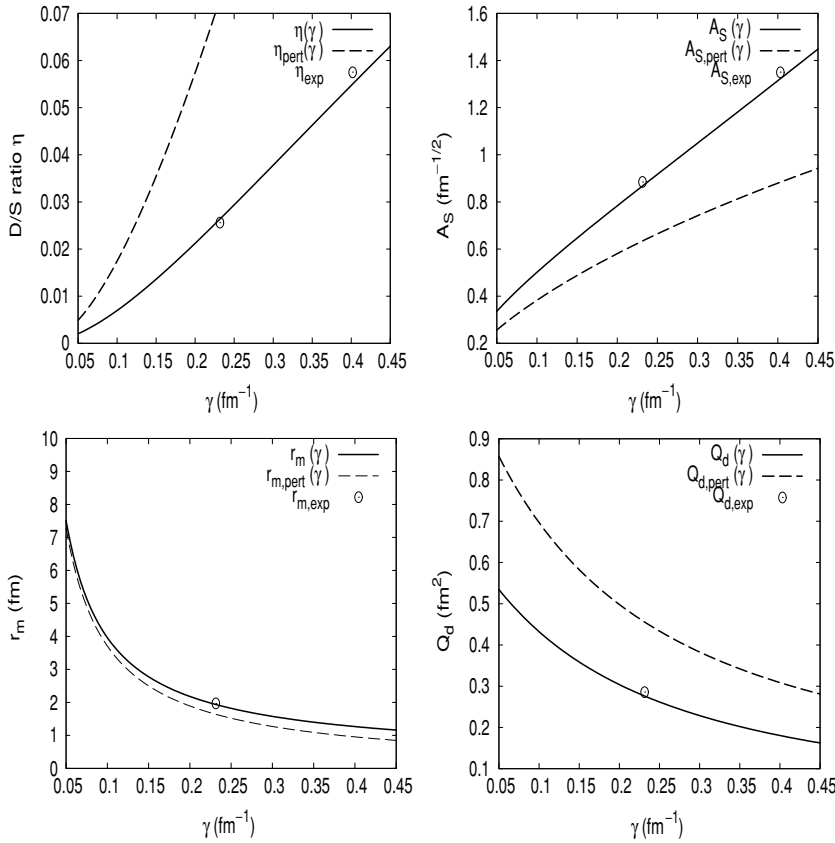 0.07
0.06
0.05
0.04
0.03
0.02
0.01
0
D/S ratio η
η(γ)
η_pert(γ)
η_exp
0.05 0.1 0.15 0.2 0.25 0.3 0.35 0.4 0.45
γ (fm⁻¹)
1.6
1.4
1.2
1
0.8
0.6
0.4
0.2
A_S (fm^−1/2)
A_S (γ)
A_S,pert (γ)
A_S,exp
0.05 0.1 0.15 0.2 0.25 0.3 0.35 0.4 0.45
γ (fm⁻¹)
10
9
8
7
6
5
4
3
2
1
0
r_m (fm)
r_m (γ)
r_m,pert (γ)
r_m,exp
0.05 0.1 0.15 0.2 0.25 0.3 0.35 0.4 0.45
γ (fm⁻¹)
0.9
0.8
0.7
0.6
0.5
0.4
0.3
0.2
0.1
Q_d (fm²)
Q_d (γ)
Q_d,pert (γ)
Q_d,exp
0.05 0.1 0.15 0.2 0.25 0.3 0.35 0.4 0.45
γ (fm⁻¹)